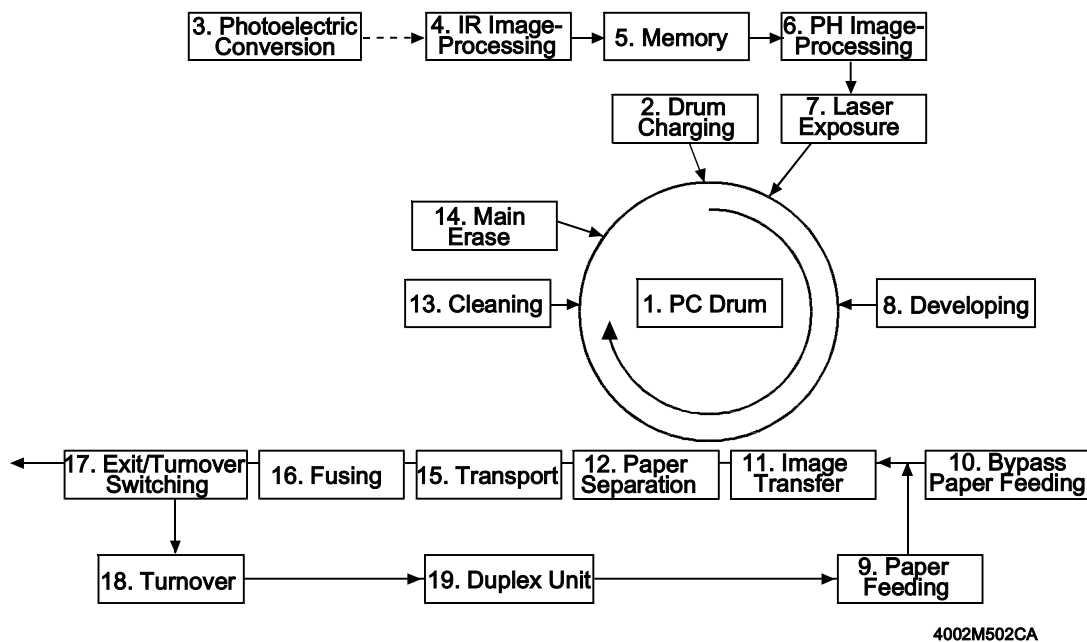 3. Photoelectric
Conversion
4. IR Image-
Processing
5. Memory
6. PH Image-
Processing
2. Drum
Charging
7. Laser
Exposure
14. Main
Erase
13. Cleaning
1. PC Drum
8. Developing
17. Exit/Turnover
Switching
16. Fusing
15. Transport
12. Paper
Separation
11. Image
Transfer
10. Bypass
Paper Feeding
18. Turnover
19. Duplex Unit
9. Paper
Feeding
4002M502CA